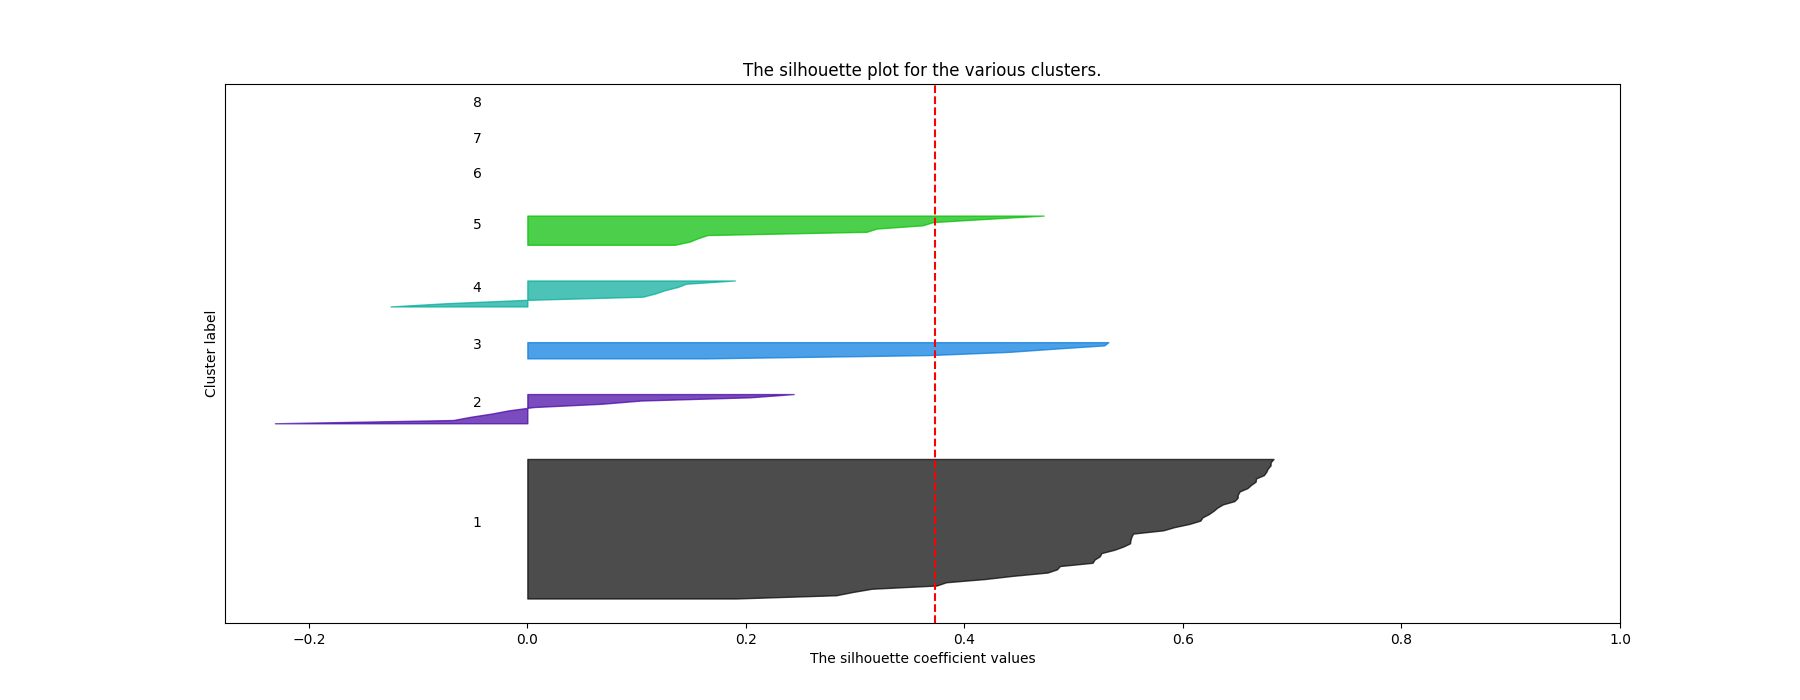 The silhouette plot for the various clusters.
8
7
6
5
4
3
2
1
Cluster label
−0.2 0.0 0.2 0.4 0.6 0.8 1.0
The silhouette coefficient values